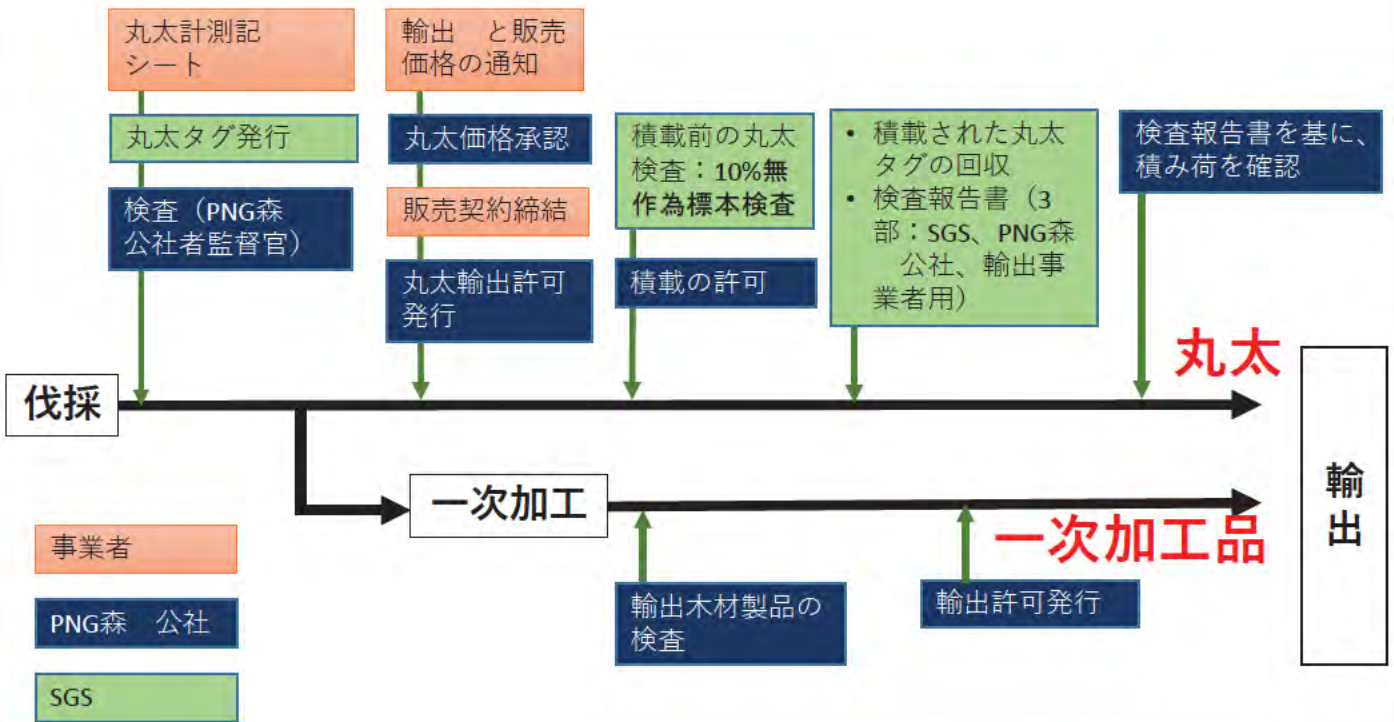 丸太計測記
シート
丸太タグ発行
検査（PNG森
公社者監督官）
輸出　と販売
価格の通知
丸太価格承認
販売契約締結
丸太輸出許可
発行
積載前の丸太
検査：10%無
作為標本検査
積載の許可
• 積載された丸太
タグの回収
• 検査報告書（3
部：SGS、PNG森
　公社、輸出事
業者用）
検査報告書を基に、
積み荷を確認
丸太
伐採
輸出
一次加工
一次加工品
輸出木材製品の
検査
輸出許可発行
事業者
PNG森　公社
SGS